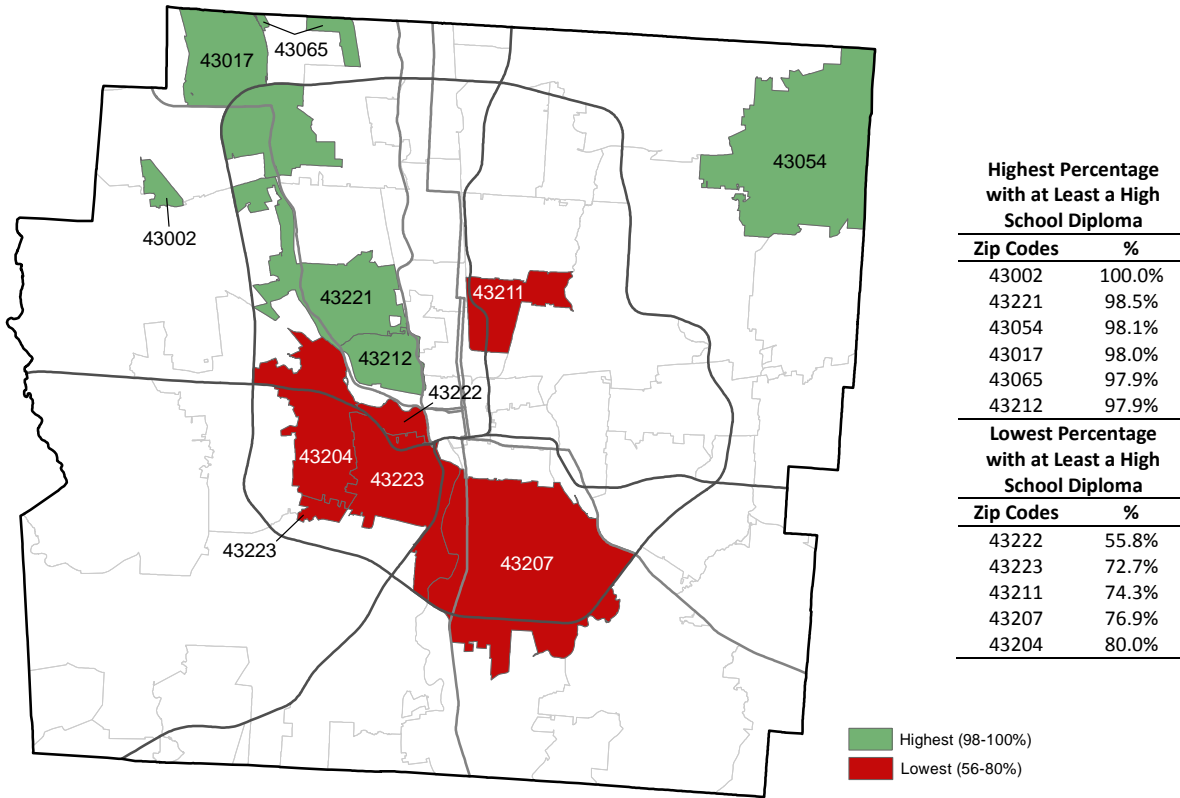 43065
43017
43054
43002
43221
43211
43212
43222
43204
43223
43223
43207
Highest Percentage
with at Least a High
School Diploma
Zip Codes %
43002 100.0%
43221 98.5%
43054 98.1%
43017 98.0%
43065 97.9%
43212 97.9%
Lowest Percentage
with at Least a High
School Diploma
Zip Codes %
43222 55.8%
43223 72.7%
43211 74.3%
43207 76.9%
43204 80.0%
Highest (98-100%)
Lowest (56-80%)